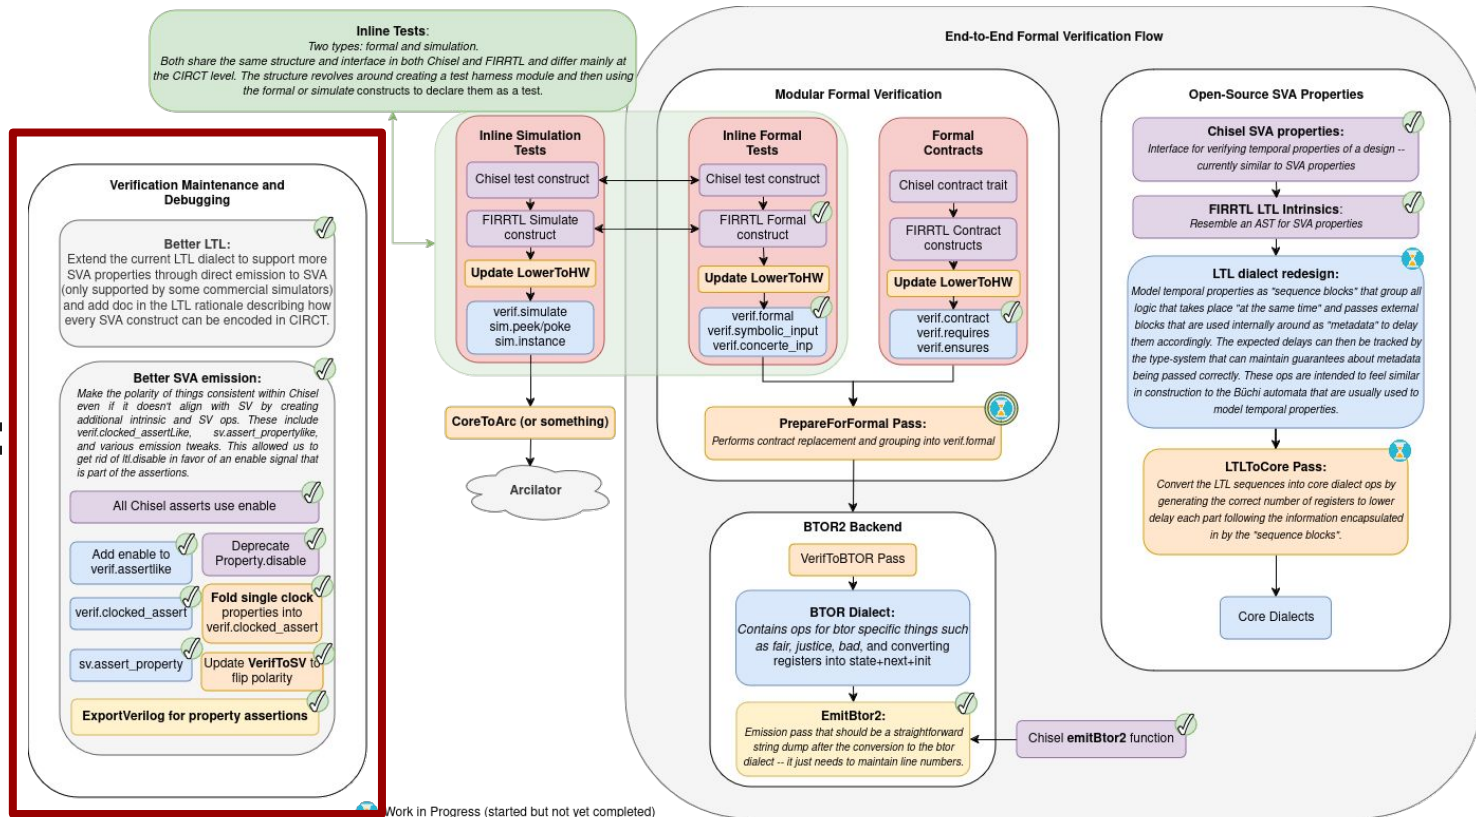 Inline Tests:
Two types: formal and simulation.
Both share the same structure and interface in both Chisel and FIRRTL and differ mainly at
the CIRCT level. The structure revolves around creating a test harness module and then using
the formal or simulate constructs to declare them as a test.
End-to-End Formal Verification Flow
Verification Maintenance and
Debugging
Better LTL:
Extend the current LTL dialect to support more
SVA properties through direct emission to SVA
(only supported by some commercial simulators)
and add doc in the LTL rationale describing how
every SVA construct can be encoded in CIRCT.
Better SVA emission:
Make the polarity of things consistent within Chisel
even if it doesn't align with SV by creating
additional intrinsic and SV ops. These include
verif.clocked_assertLike, sv.assert_propertylike,
and various emission tweaks. This allowed us to
get rid of ltl.disable in favor of an enable signal that
is part of the assertions.
All Chisel asserts use enable
Add enable to
verif.assertlike
Deprecate
Property.disable
verif.clocked_assert
Fold single clock
properties into
verif.clocked_assert
sv.assert_property
Update VerifToSV to
flip polarity
ExportVerilog for property assertions
Inline Simulation
Tests
Chisel test construct
FIRRTL Simulate
construct
Update LowerToHW
verif.simulate
sim.peek/poke
sim.instance
CoreToArc (or something)
Arcilator
Modular Formal Verification
Inline Formal
Tests
Chisel test construct
FIRRTL Formal
construct
Update LowerToHW
verif.formal
verif.symbolic_input
verif.concerte_inp
Formal
Contracts
Chisel contract trait
FIRRTL Contract
constructs
Update LowerToHW
verif.contract
verif.requires
verif.ensures
PrepareForFormal Pass:
Performs contract replacement and grouping into verif.formal
BTOR2 Backend
VerifToBTOR Pass
BTOR Dialect:
Contains ops for btor specific things such
as fair, justice, bad, and converting
registers into state+next+init
EmitBtor2:
Emission pass that should be a straightforward
string dump after the conversion to the btor
dialect -- it just needs to maintain line numbers.
Chisel emitBtor2 function
Open-Source SVA Properties
Chisel SVA properties:
Interface for verifying temporal properties of a design --
currently similar to SVA properties
FIRRTL LTL Intrinsics:
Resemble an AST for SVA properties
LTL dialect redesign:
Model temporal properties as "sequence blocks" that group all
logic that takes place "at the same time" and passes external
blocks that are used internally around as "metadata" to delay
them accordingly. The expected delays can then be tracked by
the type-system that can maintain guarantees about metadata
being passed correctly. These ops are intended to feel similar
in construction to the Büchi automata that are usually used to
model temporal properties.
LTLToCore Pass:
Convert the LTL sequences into core dialect ops by
generating the correct number of registers to lower
delay each part following the information encapsulated
in by the "sequence blocks".
Core Dialects
Work in Progress (started but not yet completed)